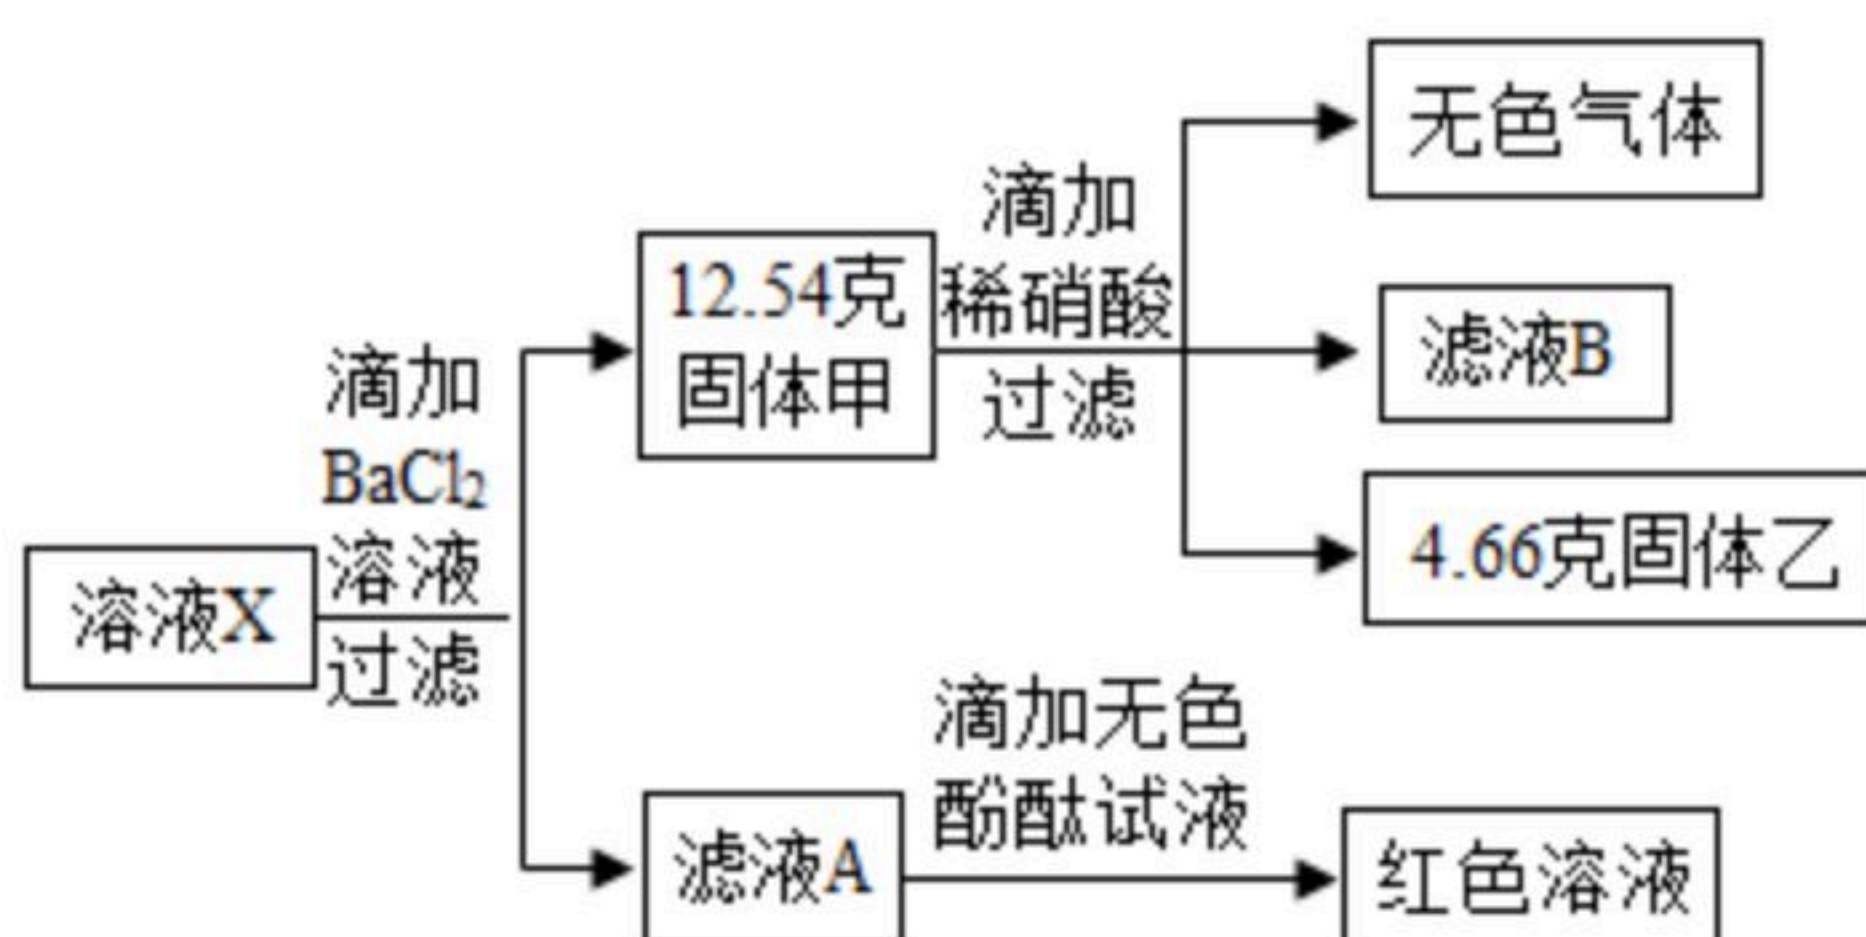 溶液X
滴加
BaCl₂
溶液
过滤
12.54克
固体甲
滴加
稀硝酸
过滤
无色气体
滤液B
4.66克固体乙
滤液A
滴加无色
酚酞试液
红色溶液